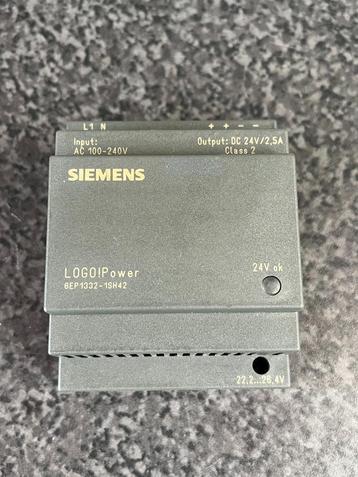 L1 N + + – –
Input: Output: DC 24V/2,5A
AC 100-240V Class 2
SIEMENS
LOGO!Power 24V ok
6EP1332-1SH42
22,2...26,4V